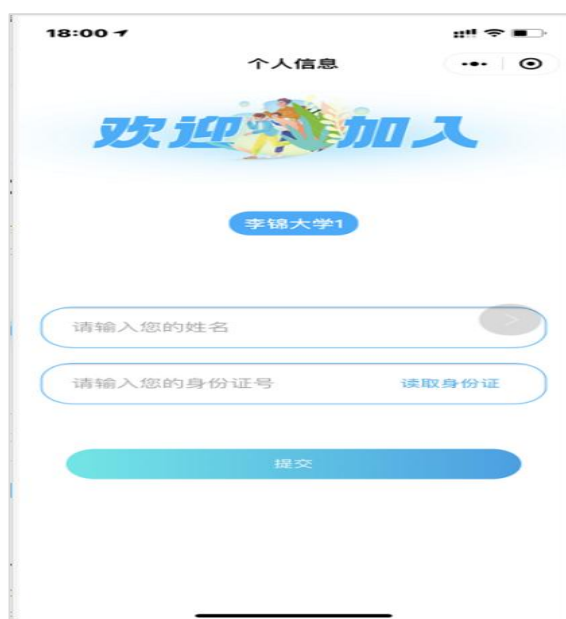 18:00
个人信息
欢迎加入
李锦大学1
请输入您的姓名
请输入您的身份证号 读取身份证
提交